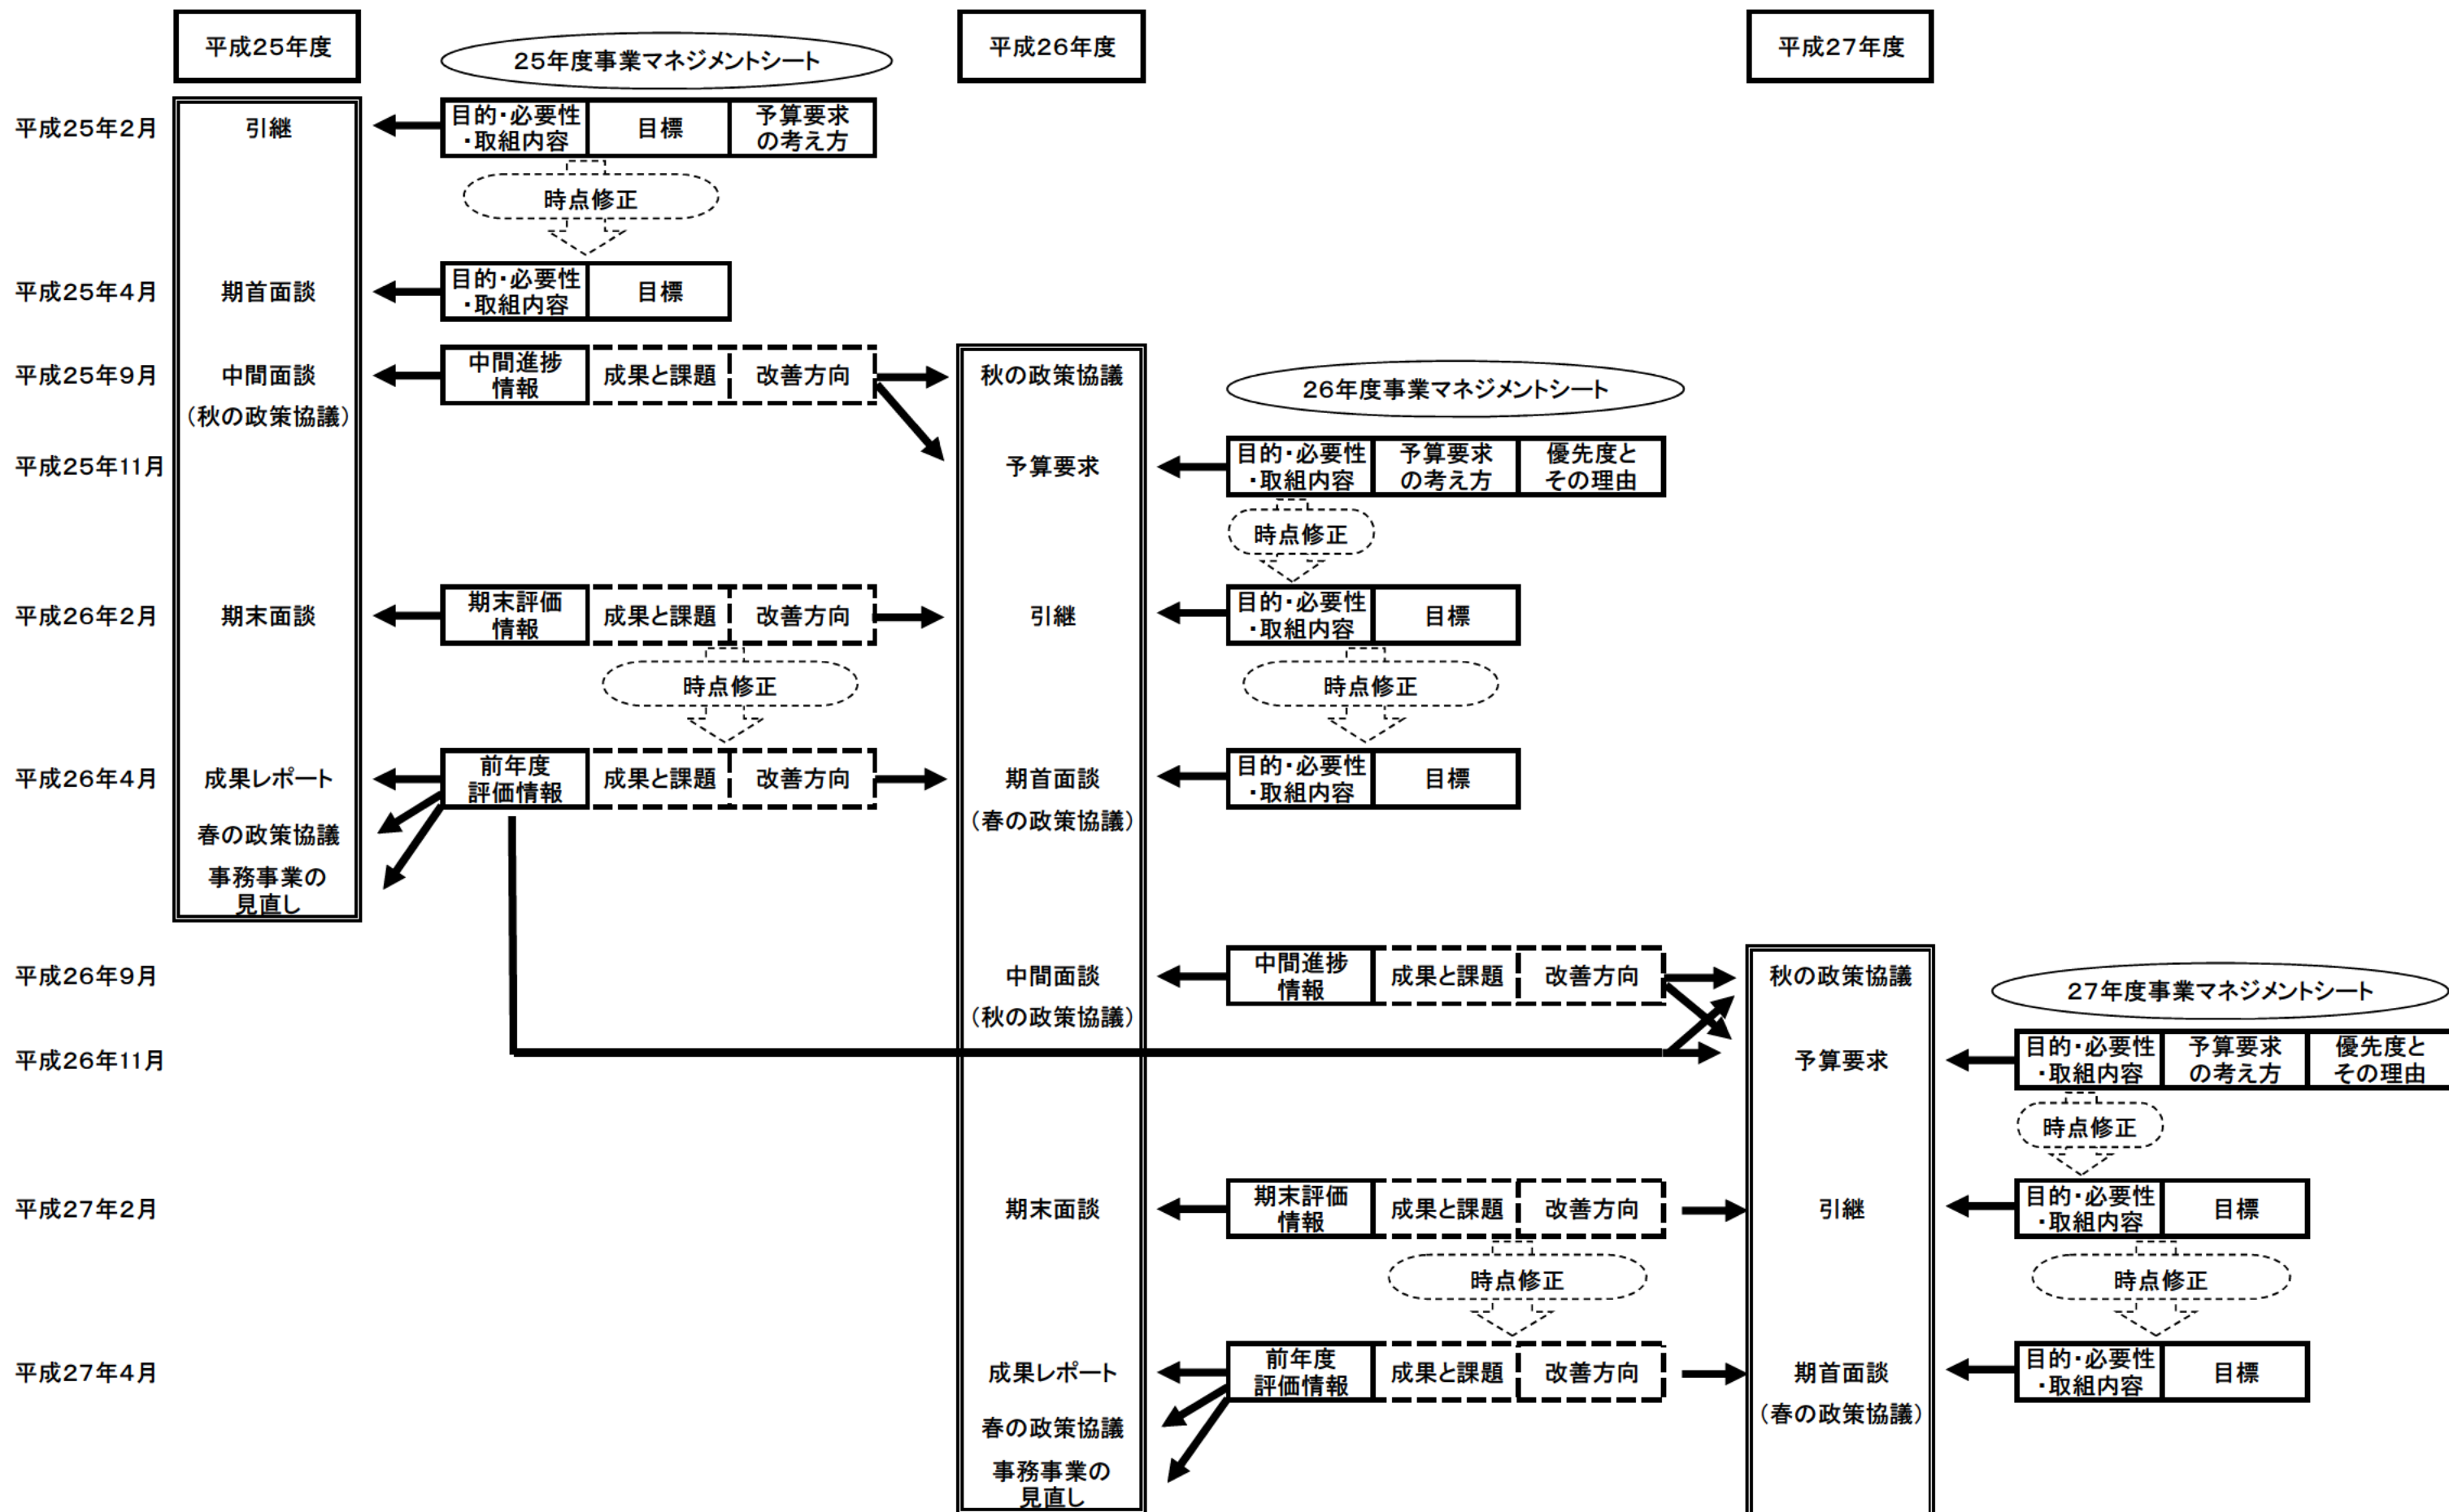 平成25年度
25年度事業マネジメントシート
平成26年度
平成27年度
平成25年2月
引継
目的・必要性
・取組内容
目標
予算要求
の考え方
時点修正
平成25年4月
期首面談
目的・必要性
・取組内容
目標
平成25年9月
中間面談
(秋の政策協議)
中間進捗
情報
成果と課題
改善方向
秋の政策協議
26年度事業マネジメントシート
平成25年11月
予算要求
目的・必要性
・取組内容
予算要求
の考え方
優先度と
その理由
時点修正
平成26年2月
期末面談
期末評価
情報
成果と課題
改善方向
引継
目的・必要性
・取組内容
目標
時点修正
時点修正
平成26年4月
成果レポート
前年度
評価情報
成果と課題
改善方向
期首面談
(春の政策協議)
目的・必要性
・取組内容
目標
春の政策協議
事務事業の
見直し
平成26年9月
中間面談
(秋の政策協議)
中間進捗
情報
成果と課題
改善方向
秋の政策協議
27年度事業マネジメントシート
平成26年11月
予算要求
目的・必要性
・取組内容
予算要求
の考え方
優先度と
その理由
時点修正
平成27年2月
期末面談
期末評価
情報
成果と課題
改善方向
引継
目的・必要性
・取組内容
目標
時点修正
時点修正
平成27年4月
成果レポート
前年度
評価情報
成果と課題
改善方向
期首面談
(春の政策協議)
目的・必要性
・取組内容
目標
春の政策協議
事務事業の
見直し